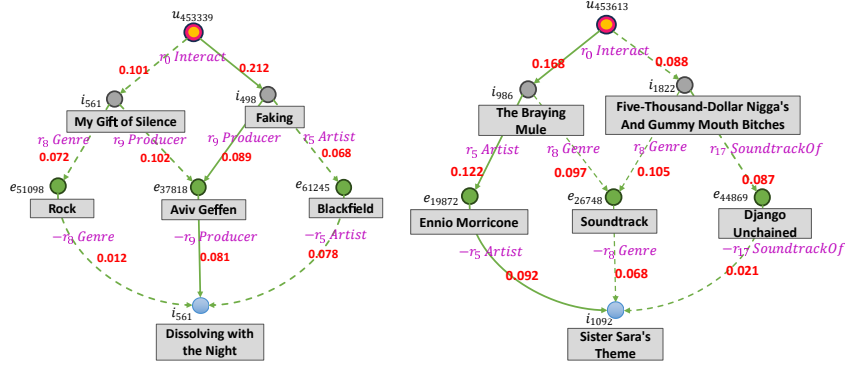 u453339
r0 Interact
0.101
0.212
i561
i498
My Gift of Silence
Faking
r8 Genre
r9 Producer
r5 Artist
0.072
0.102
0.089
0.068
e51098
e37818
e61245
Rock
Aviv Geffen
Blackfield
−r8 Genre
−r9 Producer
−r5 Artist
0.012
0.081
0.078
i561
Dissolving with
the Night
u453613
r0 Interact
0.168
0.088
i986
i1822
The Braying
Mule
Five-Thousand-Dollar Nigga's
And Gummy Mouth Bitches
r5 Artist
r8 Genre
r8 Genre
r17 SoundtrackOf
0.122
0.097
0.105
0.087
e19872
e26748
e44869
Ennio Morricone
Soundtrack
Django
Unchained
−r5 Artist
−r8 Genre
−r17 SoundtrackOf
0.092
0.068
0.021
i1092
Sister Sara's
Theme